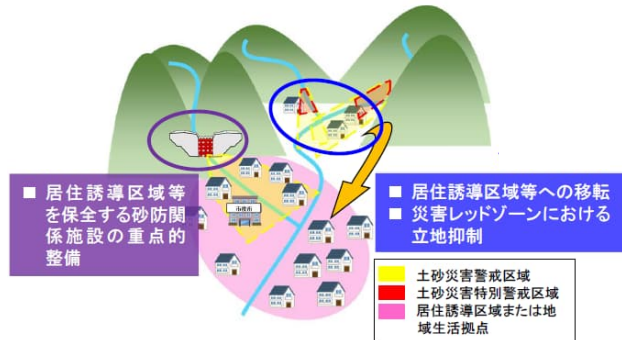 ■ 居住誘導区域等
を保全する砂防関
係施設の重点的
整備
市役所
■ 居住誘導区域等への移転
■ 災害レッドゾーンにおける
立地抑制
土砂災害警戒区域
土砂災害特別警戒区域
居住誘導区域または地
域生活拠点